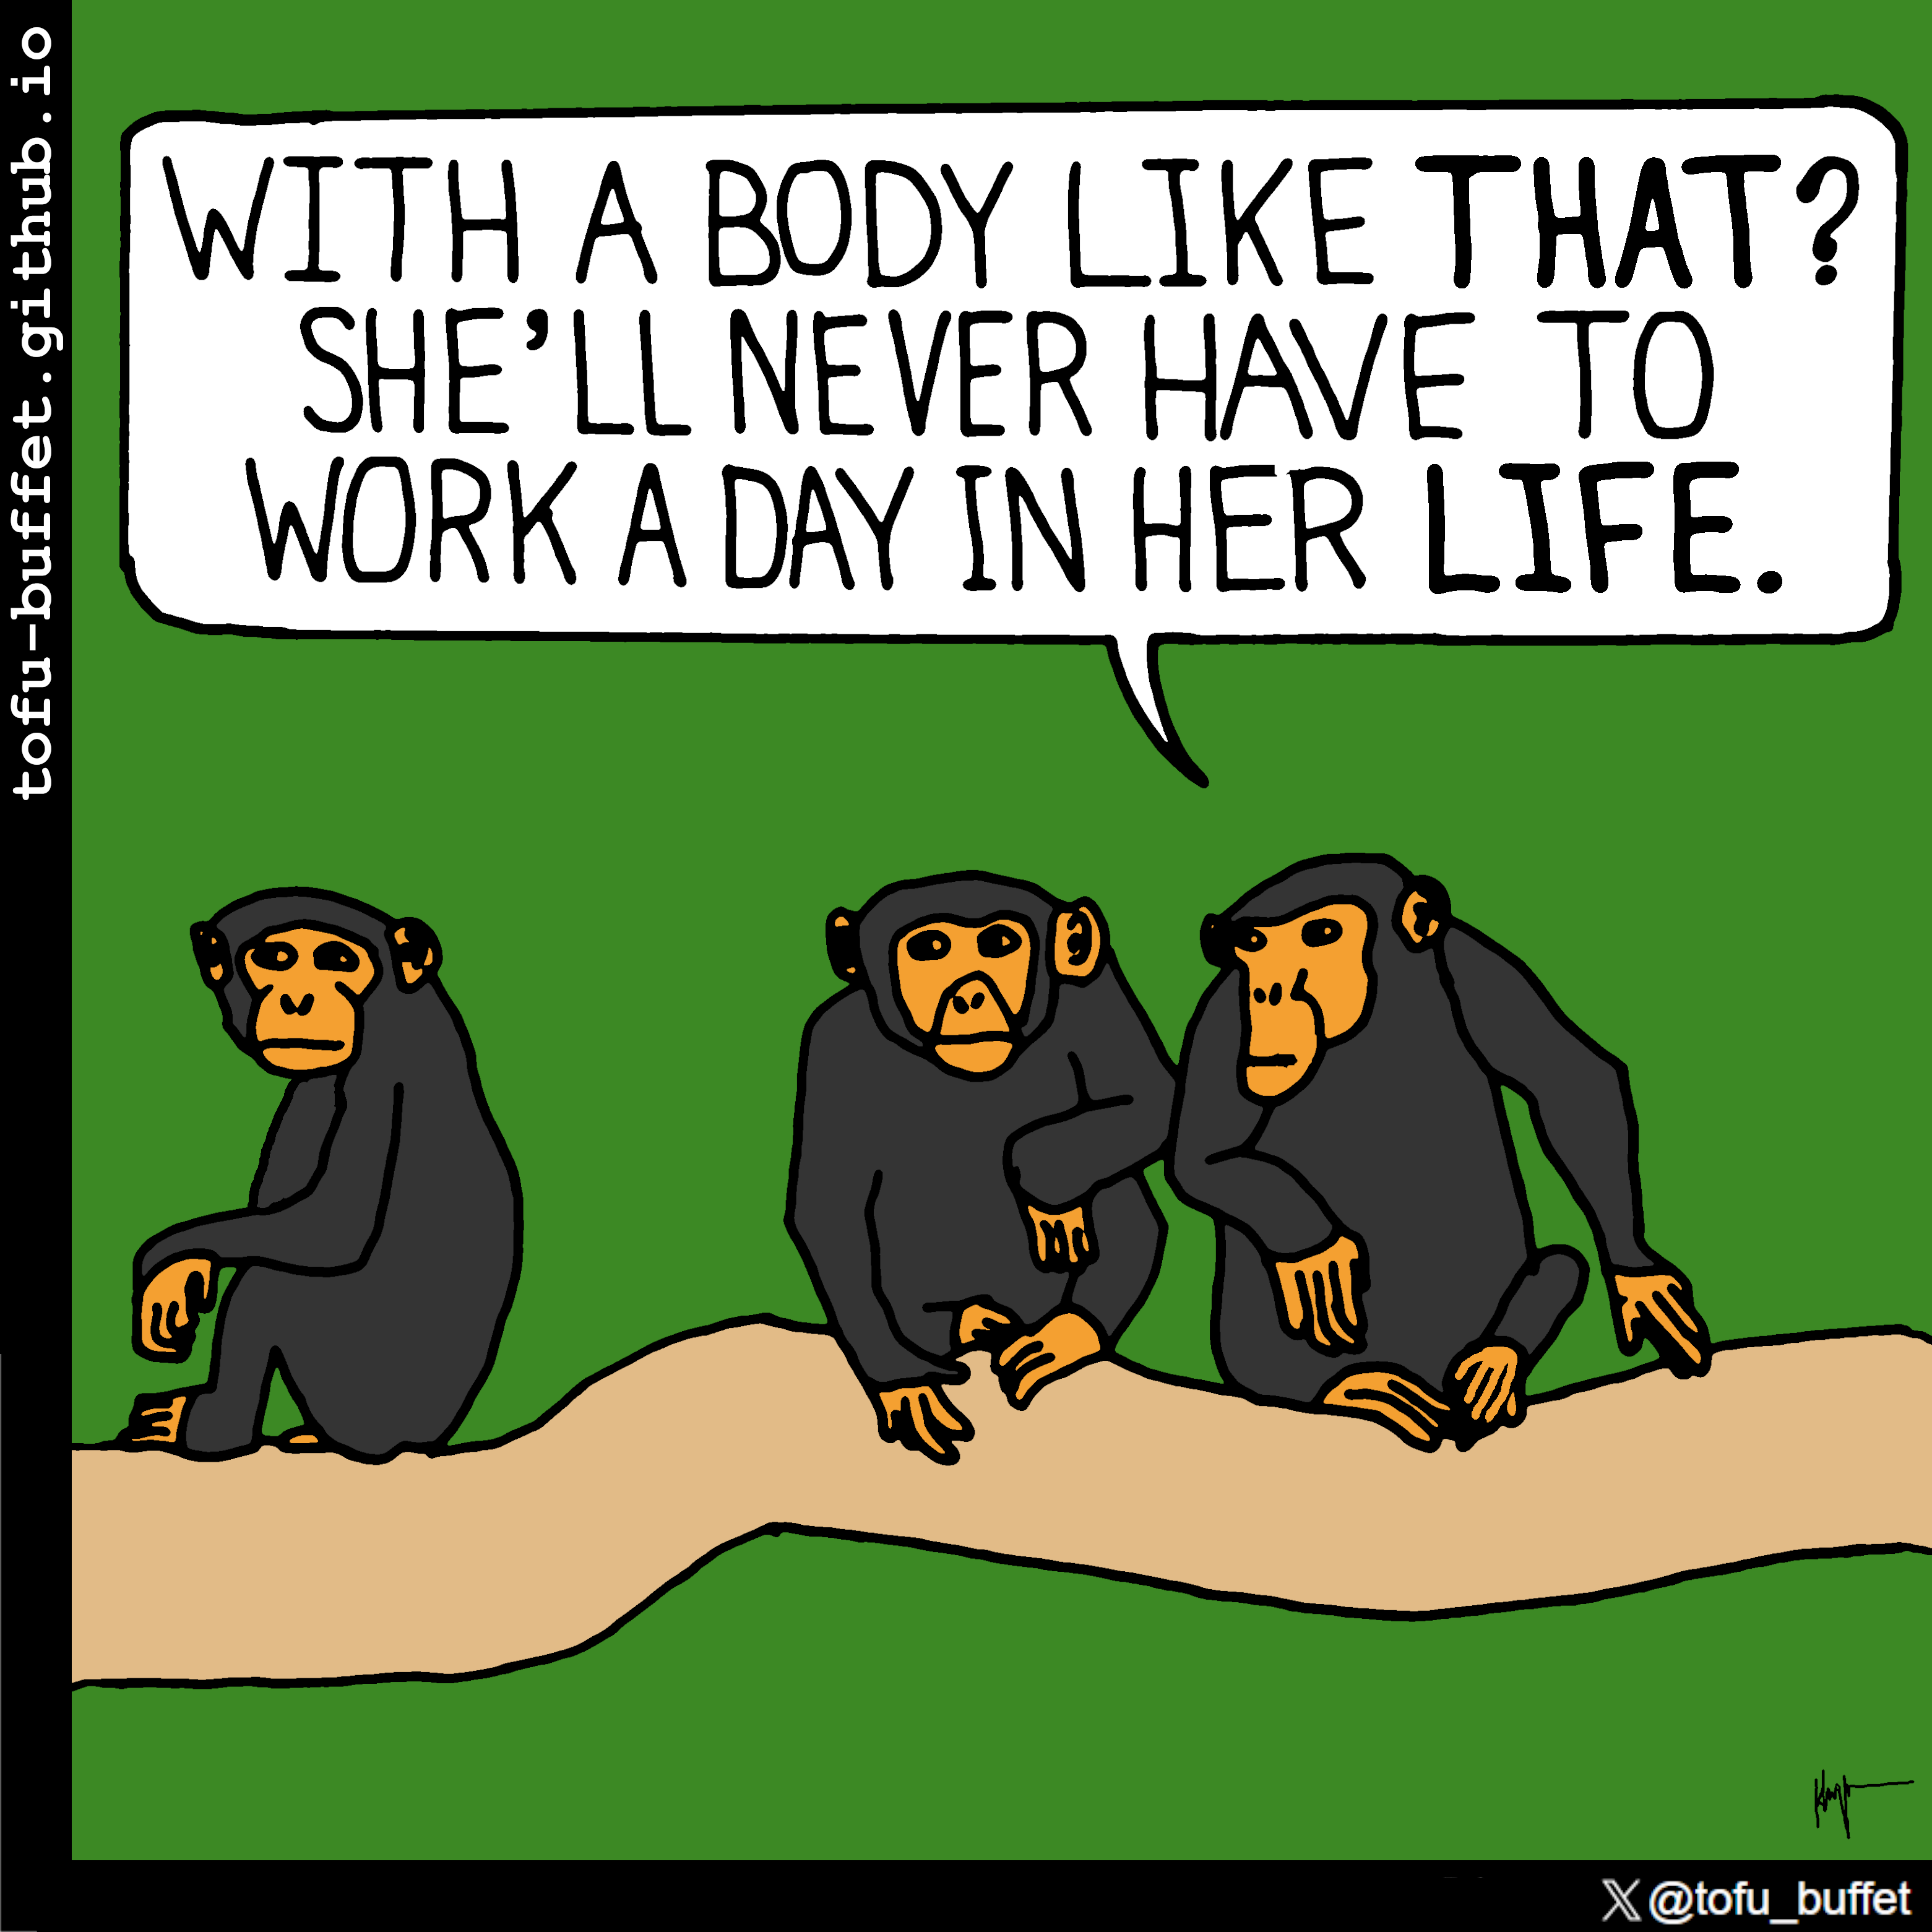 tofu-buffet.github.io
WITH A BODY LIKE THAT?
SHE'LL NEVER HAVE TO
WORK A DAY IN HER LIFE.
𝕏 @tofu_buffet